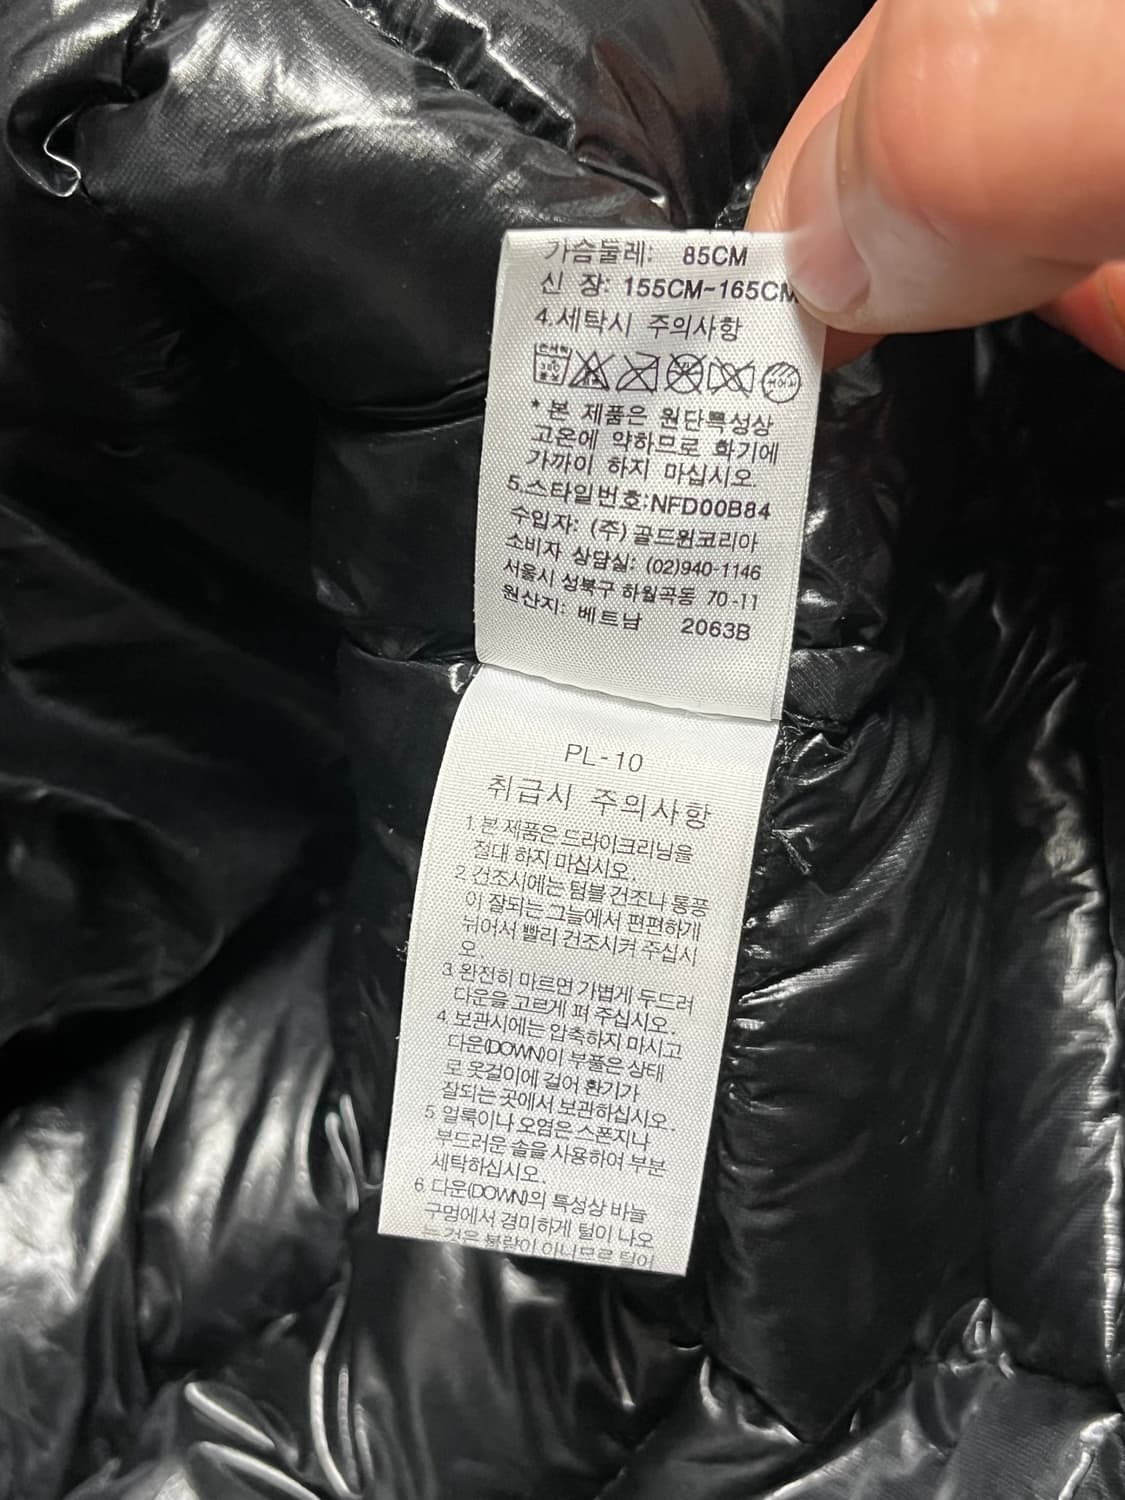 가슴둘레: 85CM
신 장: 155CM~165CM
4.세탁시 주의사항
* 본 제품은 원단특성상
고온에 약하므로 화기에
가까이 하지 마십시오.
5.스타일번호:NFD00B84
수입자: (주)골드윈코리아
소비자 상담실: (02)940-1146
서울시 성북구 하월곡동 70-11
원산지: 베트남 2063B
PL-10
취급시 주의사항
1.본 제품은 드라이크리닝을
절대 하지 마십시오.
2.건조시에는 텀블 건조나 통풍
이 잘되는 그늘에서 편편하게
뉘어서 빨리 건조시켜 주십시
오.
3.완전히 마르면 가볍게 두드려
다운을 고르게 펴 주십시오.
4.보관시에는 압축하지 마시고
다운(DOWN)이 부풀은 상태
로 옷걸이에 걸어 환기가
잘되는 곳에서 보관하십시오.
5 얼룩이나 오염은 스폰지나
부드러운 솔을 사용하여 부분
세탁하십시오.
6.다운(DOWN)의 특성상 바늘
구멍에서 경미하게 털이 나오
는 것은 불량이 아니므로 털어